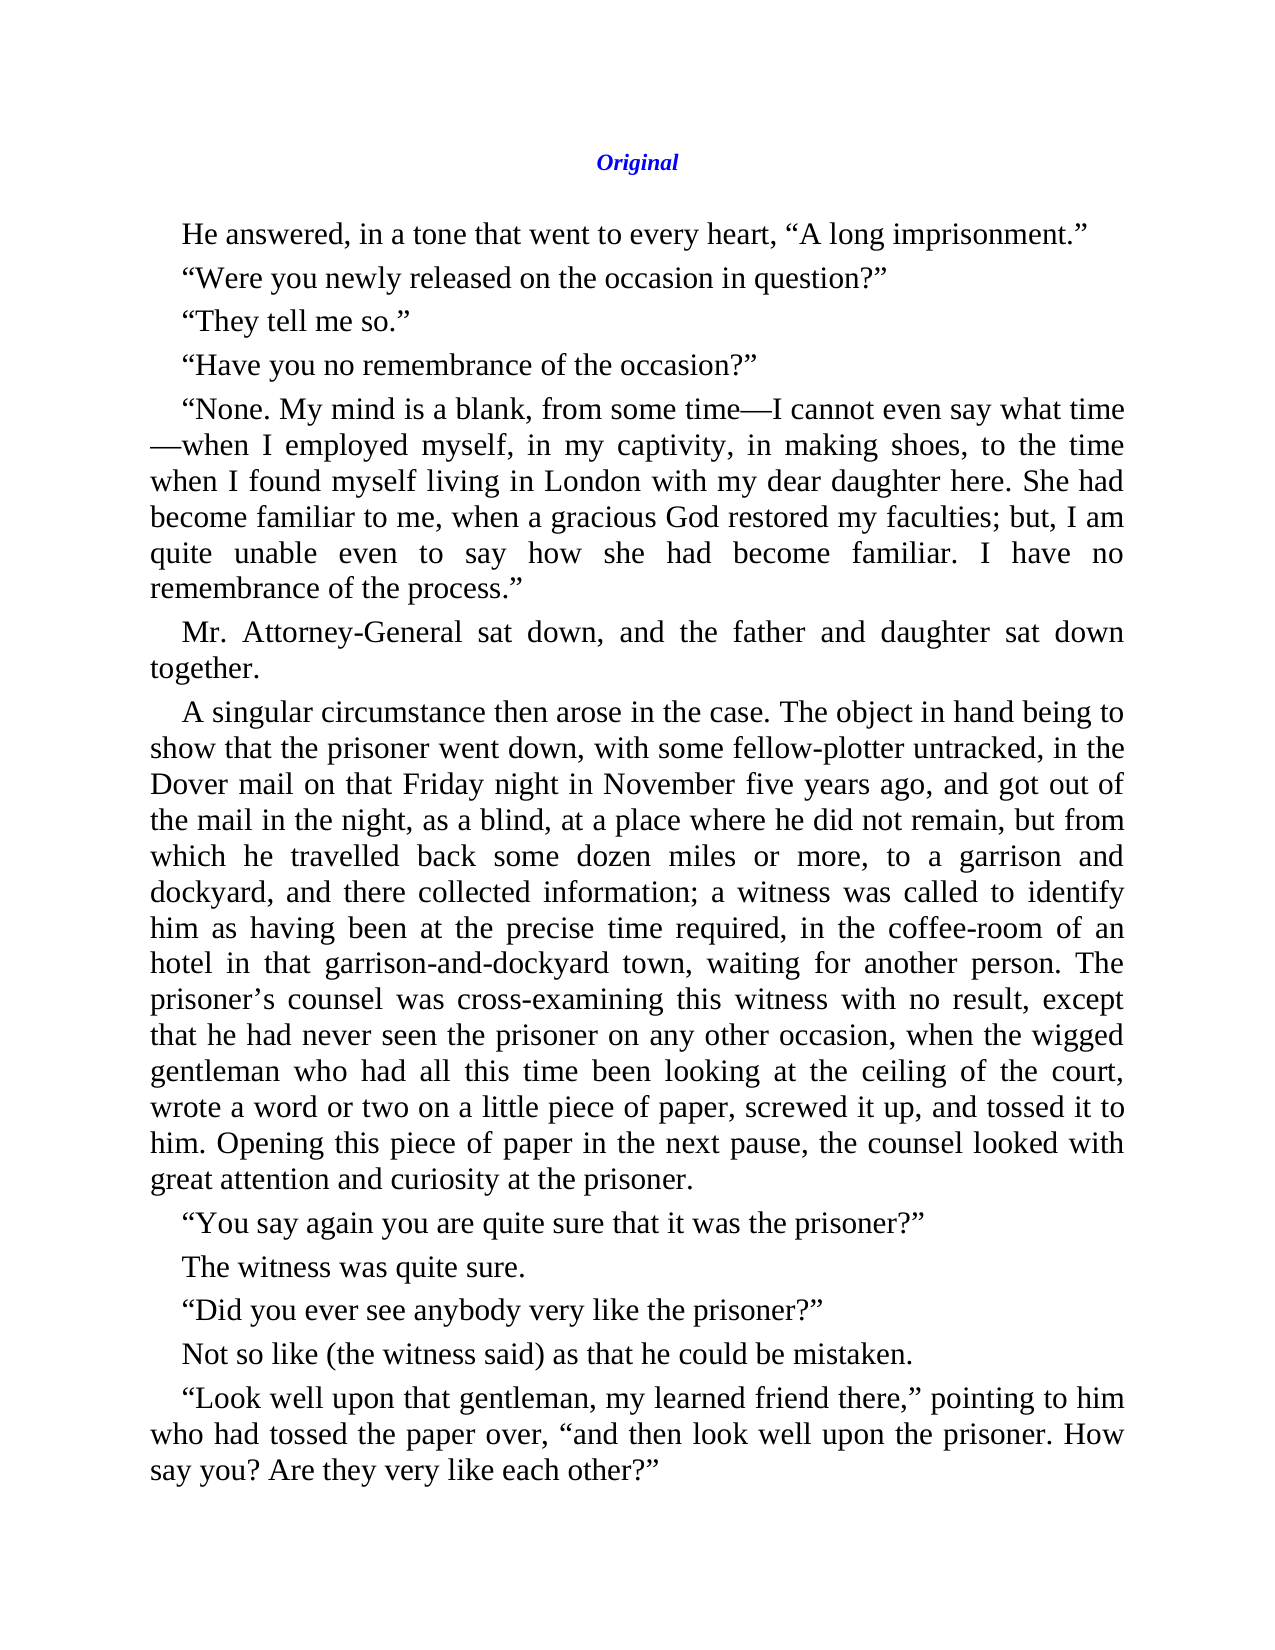 Original
He answered, in a tone that went to every heart, “A long imprisonment.”
“Were you newly released on the occasion in question?”
“They tell me so.”
“Have you no remembrance of the occasion?”
“None. My mind is a blank, from some time—I cannot even say what time
—when I employed myself, in my captivity, in making shoes, to the time
when I found myself living in London with my dear daughter here. She had
become familiar to me, when a gracious God restored my faculties; but, I am
quite unable even to say how she had become familiar. I have no
remembrance of the process.”
Mr. Attorney-General sat down, and the father and daughter sat down
together.
A singular circumstance then arose in the case. The object in hand being to
show that the prisoner went down, with some fellow-plotter untracked, in the
Dover mail on that Friday night in November five years ago, and got out of
the mail in the night, as a blind, at a place where he did not remain, but from
which he travelled back some dozen miles or more, to a garrison and
dockyard, and there collected information; a witness was called to identify
him as having been at the precise time required, in the coffee-room of an
hotel in that garrison-and-dockyard town, waiting for another person. The
prisoner’s counsel was cross-examining this witness with no result, except
that he had never seen the prisoner on any other occasion, when the wigged
gentleman who had all this time been looking at the ceiling of the court,
wrote a word or two on a little piece of paper, screwed it up, and tossed it to
him. Opening this piece of paper in the next pause, the counsel looked with
great attention and curiosity at the prisoner.
“You say again you are quite sure that it was the prisoner?”
The witness was quite sure.
“Did you ever see anybody very like the prisoner?”
Not so like (the witness said) as that he could be mistaken.
“Look well upon that gentleman, my learned friend there,” pointing to him
who had tossed the paper over, “and then look well upon the prisoner. How
say you? Are they very like each other?”